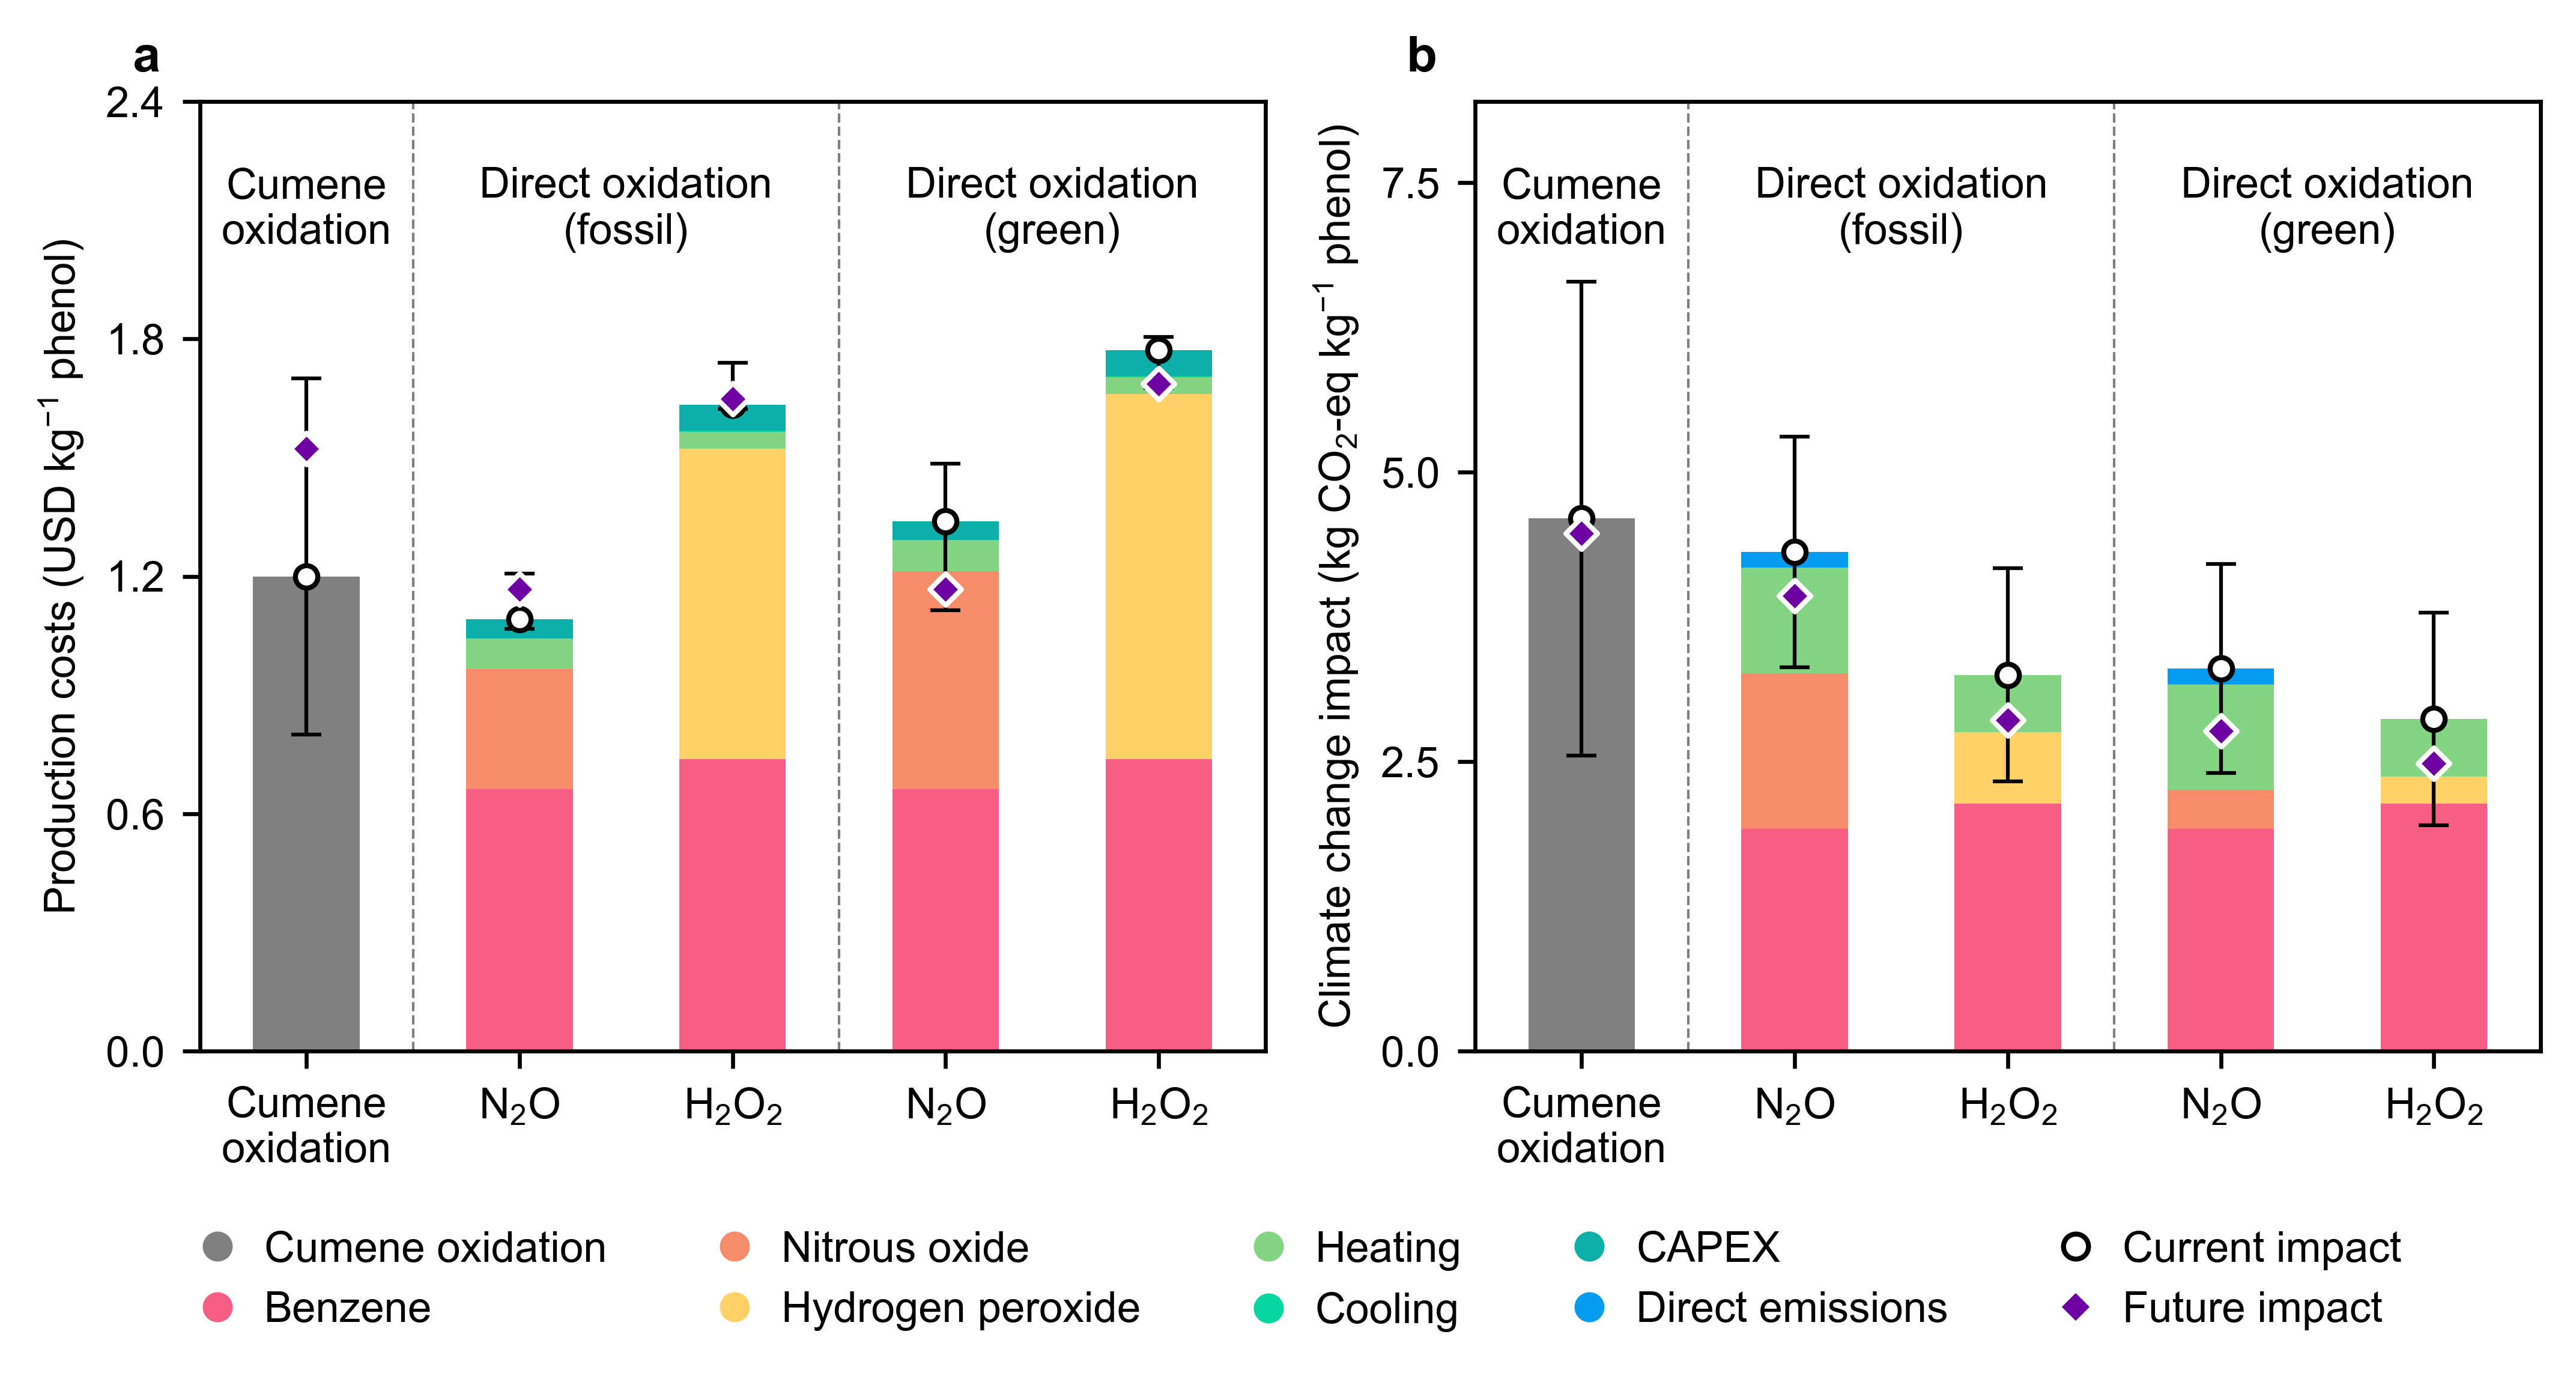 a
Production costs (USD kg⁻¹ phenol)
2.4
1.8
1.2
0.6
0.0
Cumene
oxidation
Direct oxidation
(fossil)
Direct oxidation
(green)
Cumene
oxidation
N₂O
H₂O₂
N₂O
H₂O₂
b
Climate change impact (kg CO₂-eq kg⁻¹ phenol)
7.5
5.0
2.5
0.0
Cumene
oxidation
Direct oxidation
(fossil)
Direct oxidation
(green)
Cumene
oxidation
N₂O
H₂O₂
N₂O
H₂O₂
Cumene oxidation
Benzene
Nitrous oxide
Hydrogen peroxide
Heating
Cooling
CAPEX
Direct emissions
Current impact
Future impact